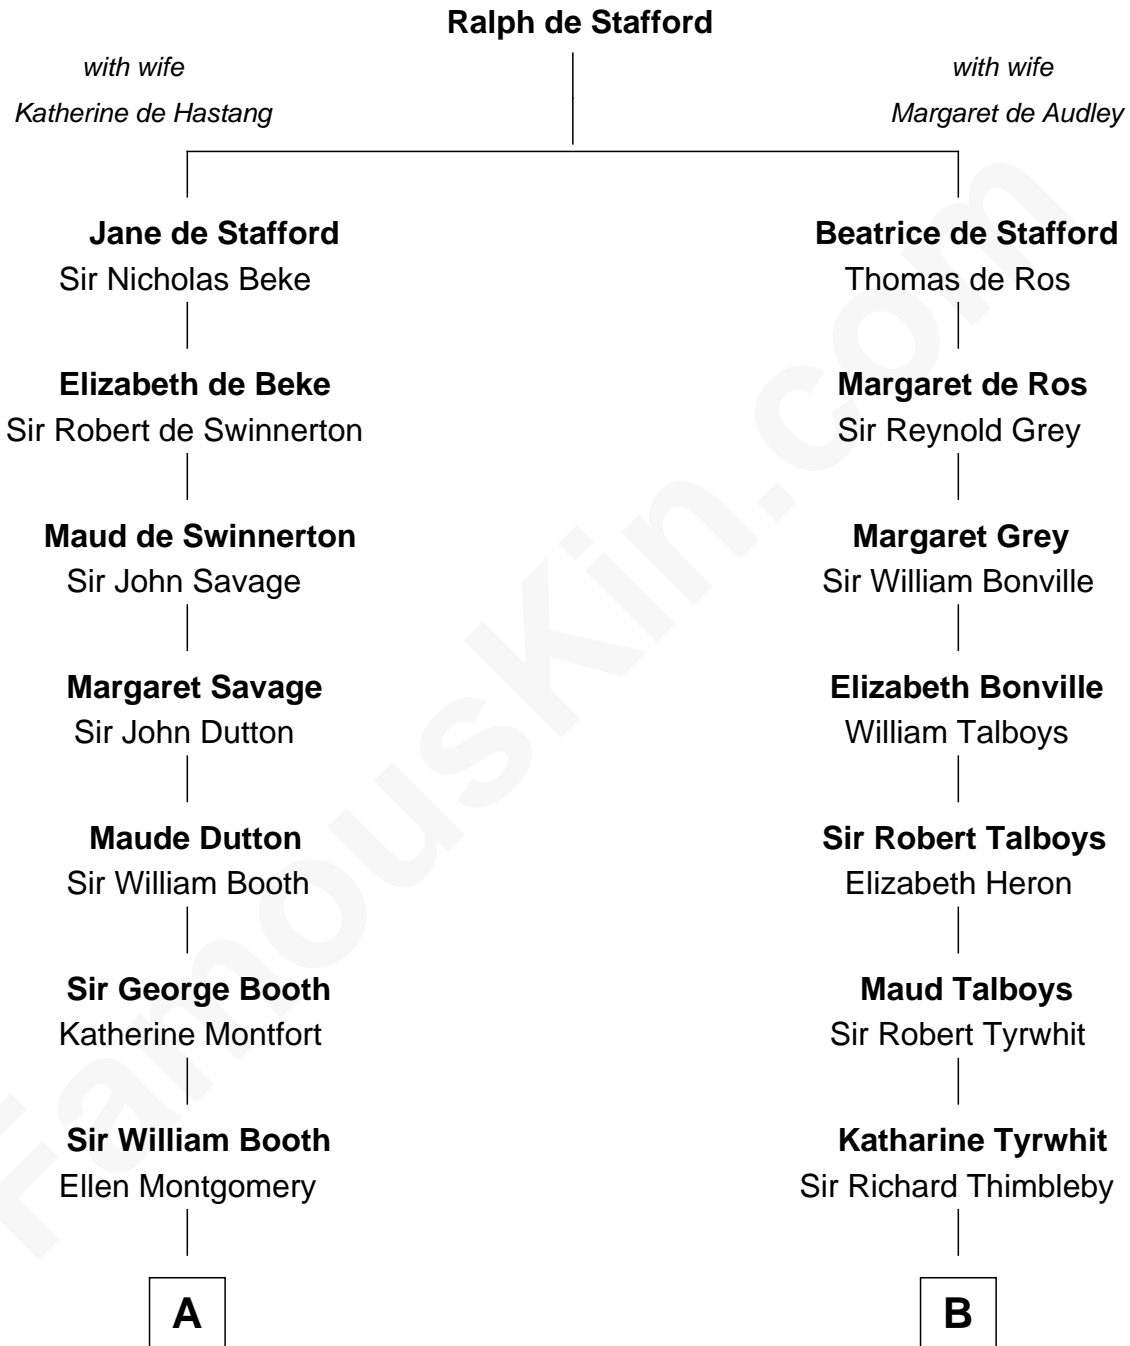 Ralph de Stafford
with wife
Katherine de Hastang
with wife
Margaret de Audley
Jane de Stafford
Sir Nicholas Beke
Beatrice de Stafford
Thomas de Ros
Elizabeth de Beke
Sir Robert de Swinnerton
Margaret de Ros
Sir Reynold Grey
Maud de Swinnerton
Sir John Savage
Margaret Grey
Sir William Bonville
Margaret Savage
Sir John Dutton
Elizabeth Bonville
William Talboys
Maude Dutton
Sir William Booth
Sir Robert Talboys
Elizabeth Heron
Sir George Booth
Katherine Montfort
Maud Talboys
Sir Robert Tyrwhit
Sir William Booth
Ellen Montgomery
Katharine Tyrwhit
Sir Richard Thimbleby
A
B
FamousKin.com